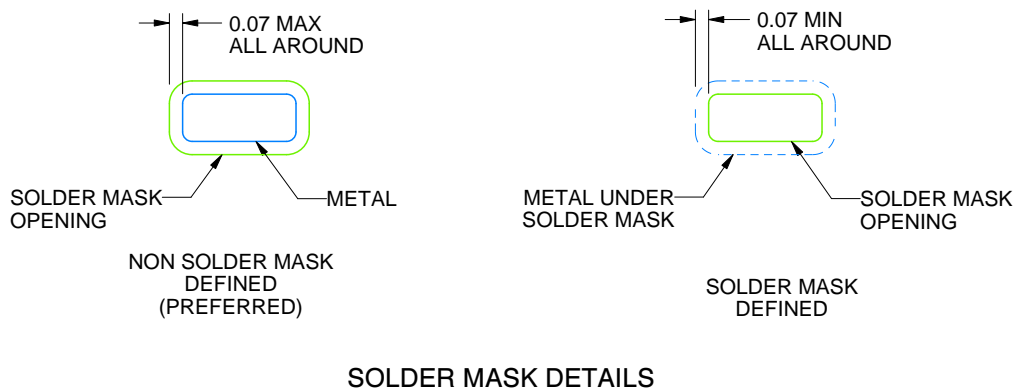 0.07 MAX
ALL AROUND
SOLDER MASK
OPENING
METAL
NON SOLDER MASK
DEFINED
(PREFERRED)
0.07 MIN
ALL AROUND
METAL UNDER
SOLDER MASK
SOLDER MASK
OPENING
SOLDER MASK
DEFINED
SOLDER MASK DETAILS